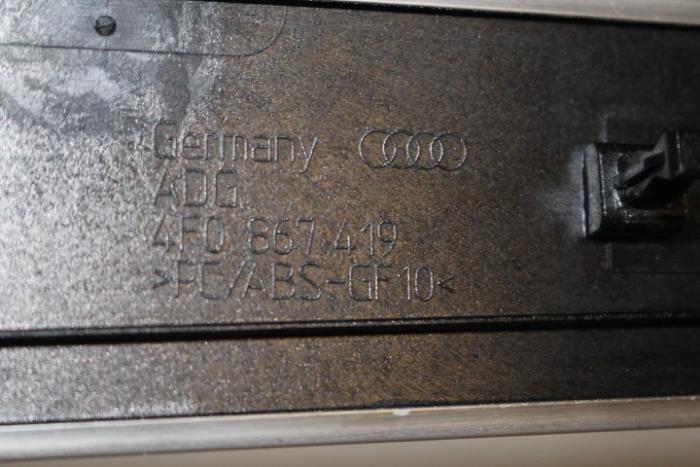 Germany
ADG
4F0 867 419
>PC/ABS-GF10<